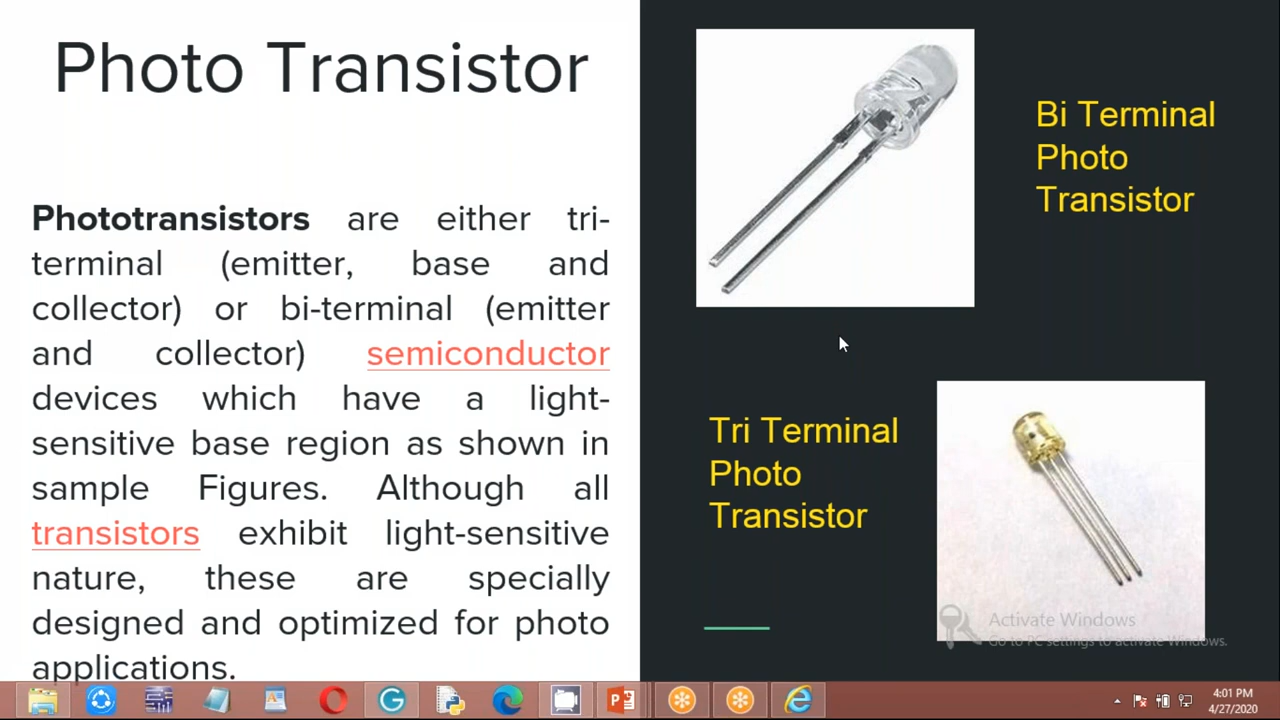 Photo Transistor
Phototransistors are either tri-
terminal (emitter, base and
collector) or bi-terminal (emitter
and collector) semiconductor
devices which have a light-
sensitive base region as shown in
sample Figures. Although all
transistors exhibit light-sensitive
nature, these are specially
designed and optimized for photo
applications.
Bi Terminal
Photo
Transistor
Tri Terminal
Photo
Transistor
Activate Windows
Go to PC settings to activate Windows.
4:01 PM
4/27/2020